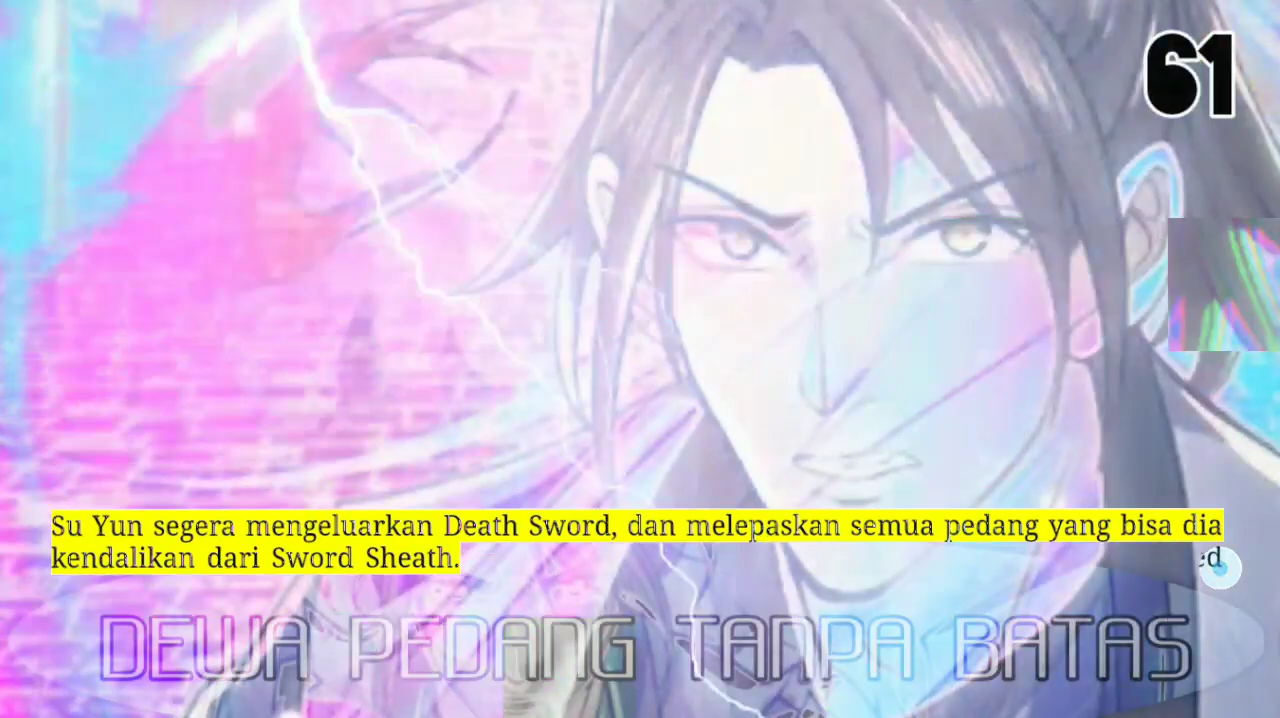 61
Su Yun segera mengeluarkan Death Sword, dan melepaskan semua pedang yang bisa dia
kendalikan dari Sword Sheath.
DEWA PEDANG TANPA BATAS